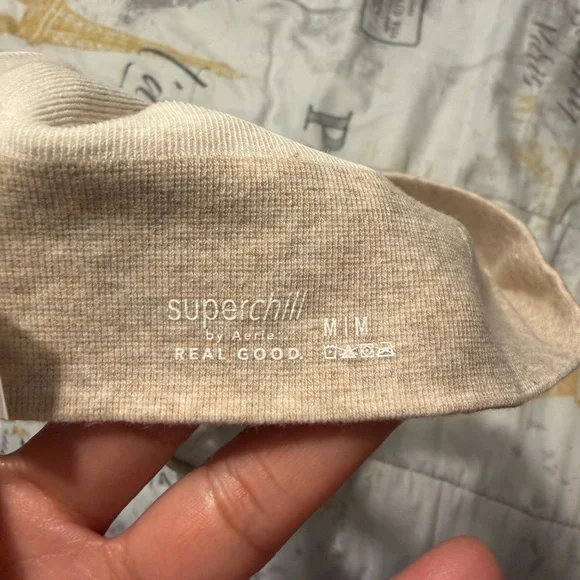 superchill
by Aerie
REAL GOOD.
M | M
P